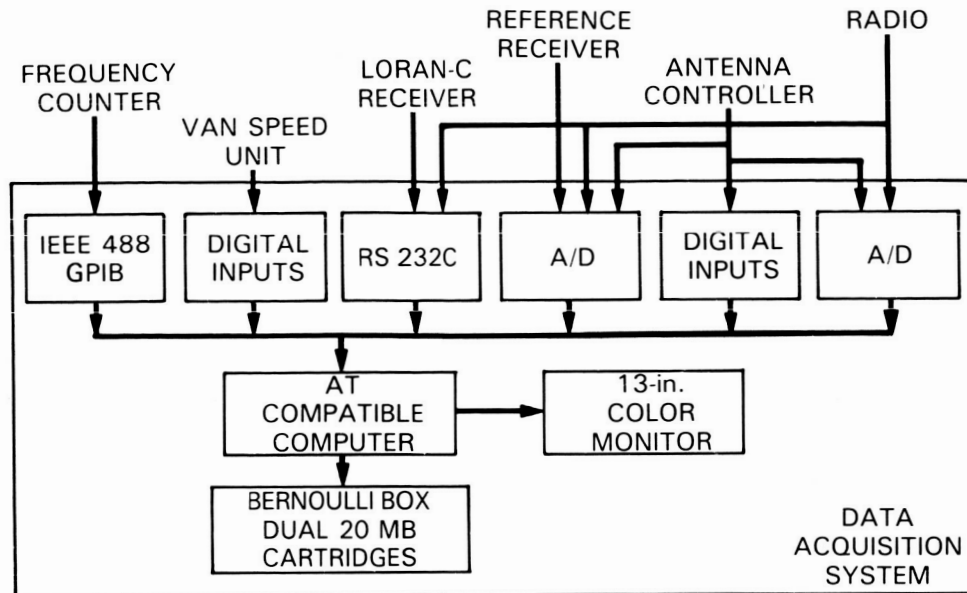 FREQUENCY
COUNTER
VAN SPEED
UNIT
LORAN-C
RECEIVER
REFERENCE
RECEIVER
ANTENNA
CONTROLLER
RADIO
IEEE 488
GPIB
DIGITAL
INPUTS
RS 232C
A/D
DIGITAL
INPUTS
A/D
AT
COMPATIBLE
COMPUTER
13-in.
COLOR
MONITOR
BERNOULLI BOX
DUAL 20 MB
CARTRIDGES
DATA
ACQUISITION
SYSTEM